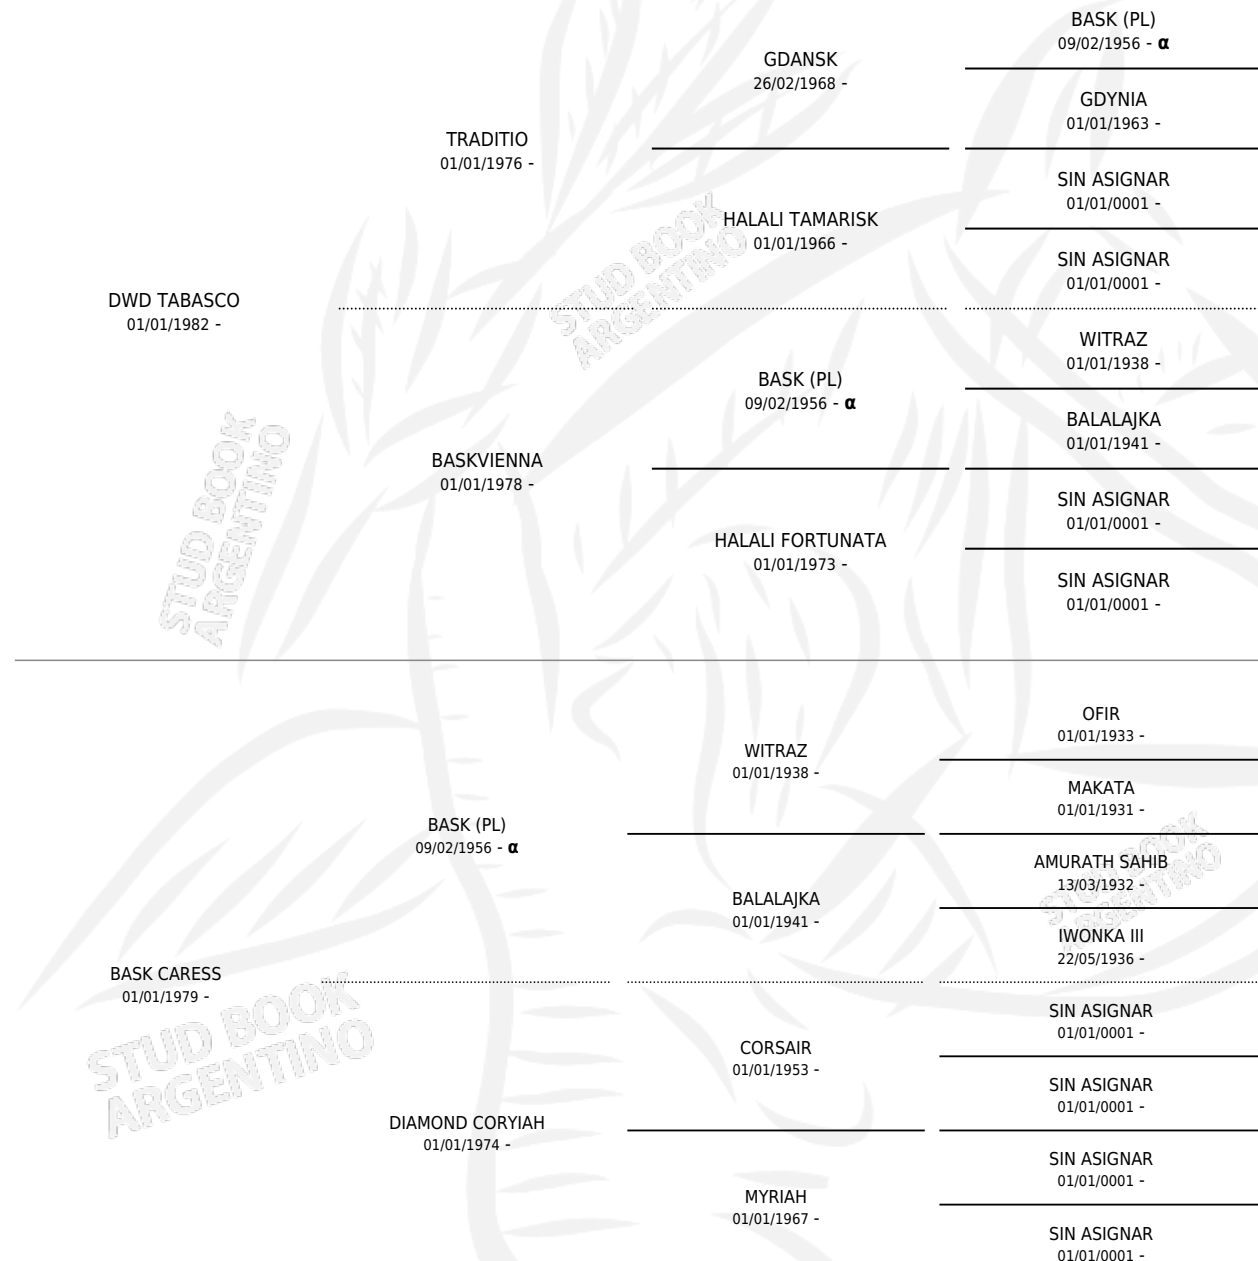 BASK (PL)
09/02/1956 - α
GDANSK
26/02/1968 -
GDYNIA
01/01/1963 -
TRADITIO
01/01/1976 -
SIN ASIGNAR
01/01/0001 -
HALALI TAMARISK
01/01/1966 -
SIN ASIGNAR
01/01/0001 -
DWD TABASCO
01/01/1982 -
STUD BOOK
ARGENTINO
WITRAZ
01/01/1938 -
BASK (PL)
09/02/1956 - α
BALALAJKA
01/01/1941 -
BASKVIENNA
01/01/1978 -
SIN ASIGNAR
01/01/0001 -
HALALI FORTUNATA
01/01/1973 -
SIN ASIGNAR
01/01/0001 -
STUD BOOK
ARGENTINO
OFIR
01/01/1933 -
WITRAZ
01/01/1938 -
MAKATA
01/01/1931 -
BASK (PL)
09/02/1956 - α
AMURATH SAHIB
13/03/1932 -
BALALAJKA
01/01/1941 -
IWONKA III
22/05/1936 -
STUD BOOK
ARGENTINO
BASK CARESS
01/01/1979 -
SIN ASIGNAR
01/01/0001 -
CORSAIR
01/01/1953 -
SIN ASIGNAR
01/01/0001 -
DIAMOND CORYIAH
01/01/1974 -
SIN ASIGNAR
01/01/0001 -
MYRIAH
01/01/1967 -
SIN ASIGNAR
01/01/0001 -
STUD BOOK
ARGENTINO